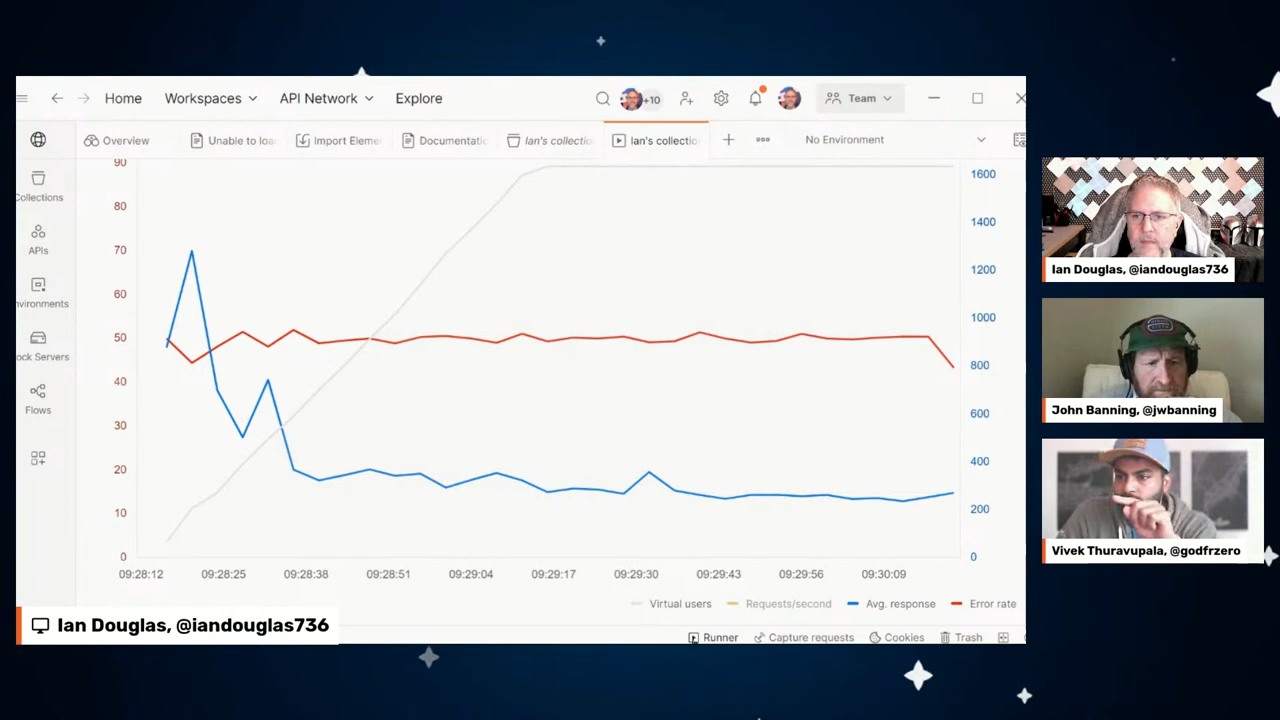 Home
Workspaces
API Network
Explore
+10
Team
Overview
Unable to loa
Import Eleme
Documentatic
Ian's collectio
Ian's collectio
No Environment
Collections
APIs
nvironments
ock Servers
Flows
90
80
70
60
50
40
30
20
10
0
1600
1400
1200
1000
800
600
400
200
0
09:28:12 09:28:25 09:28:38 09:28:51 09:29:04 09:29:17 09:29:30 09:29:43 09:29:56 09:30:09
Virtual users Requests/second Avg. response Error rate
Runner Capture requests Cookies Trash
Ian Douglas, @iandouglas736
Ian Douglas, @iandouglas736
John Banning, @jwbanning
Vivek Thuravupala, @godfrzero